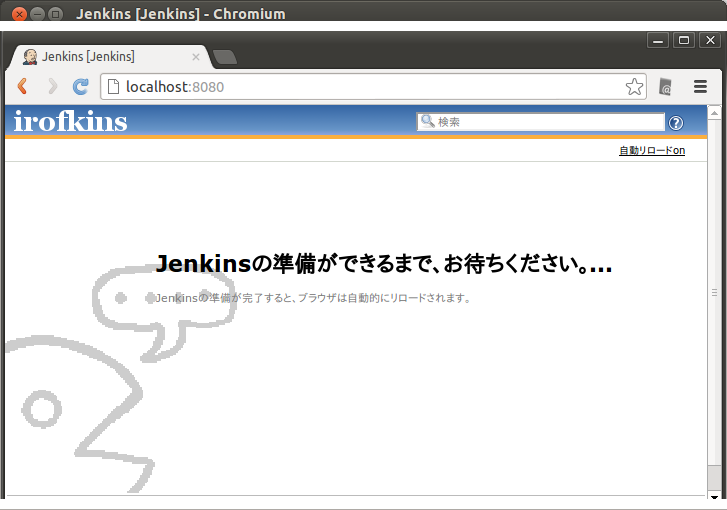 Jenkins [Jenkins] - Chromium
Jenkins [Jenkins]
localhost:8080
irofkins
検索
自動リロードon
Jenkinsの準備ができるまで、お待ちください。...
Jenkinsの準備が完了すると、ブラウザは自動的にリロードされます。